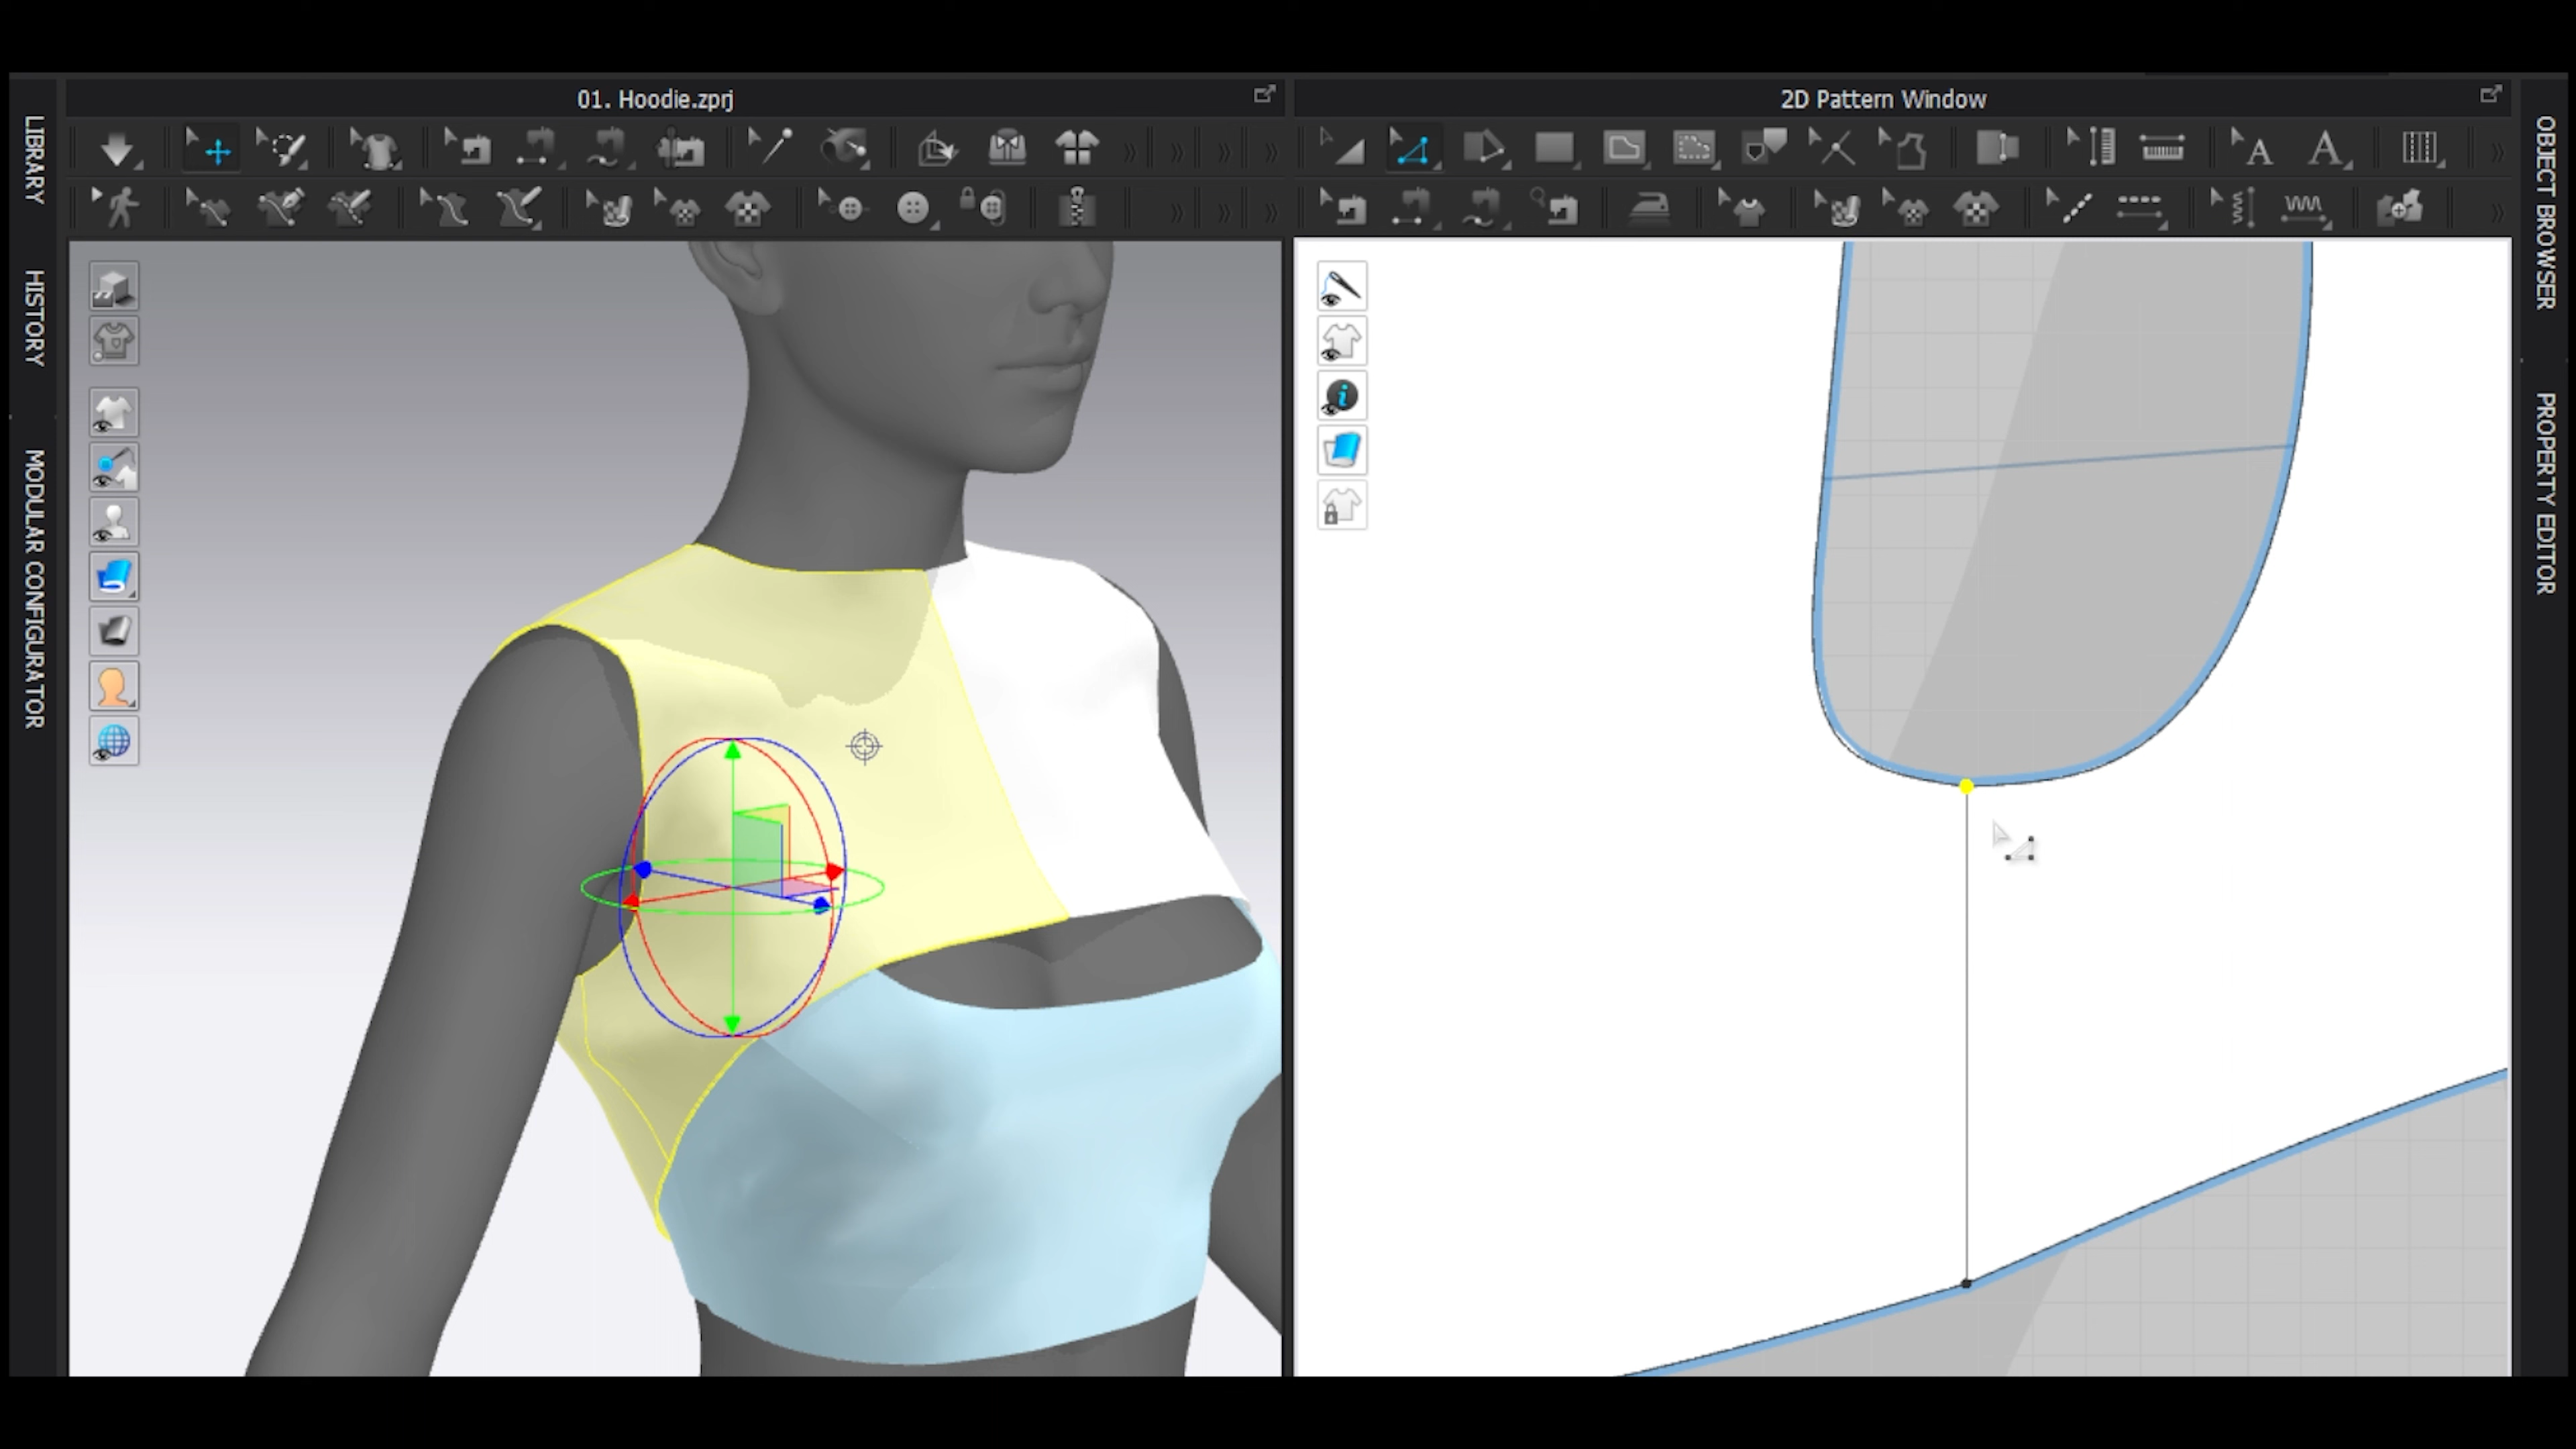 01. Hoodie.zprj
2D Pattern Window
LIBRARY
HISTORY
MODULAR CONFIGURATOR
OBJECT BROWSER
PROPERTY EDITOR